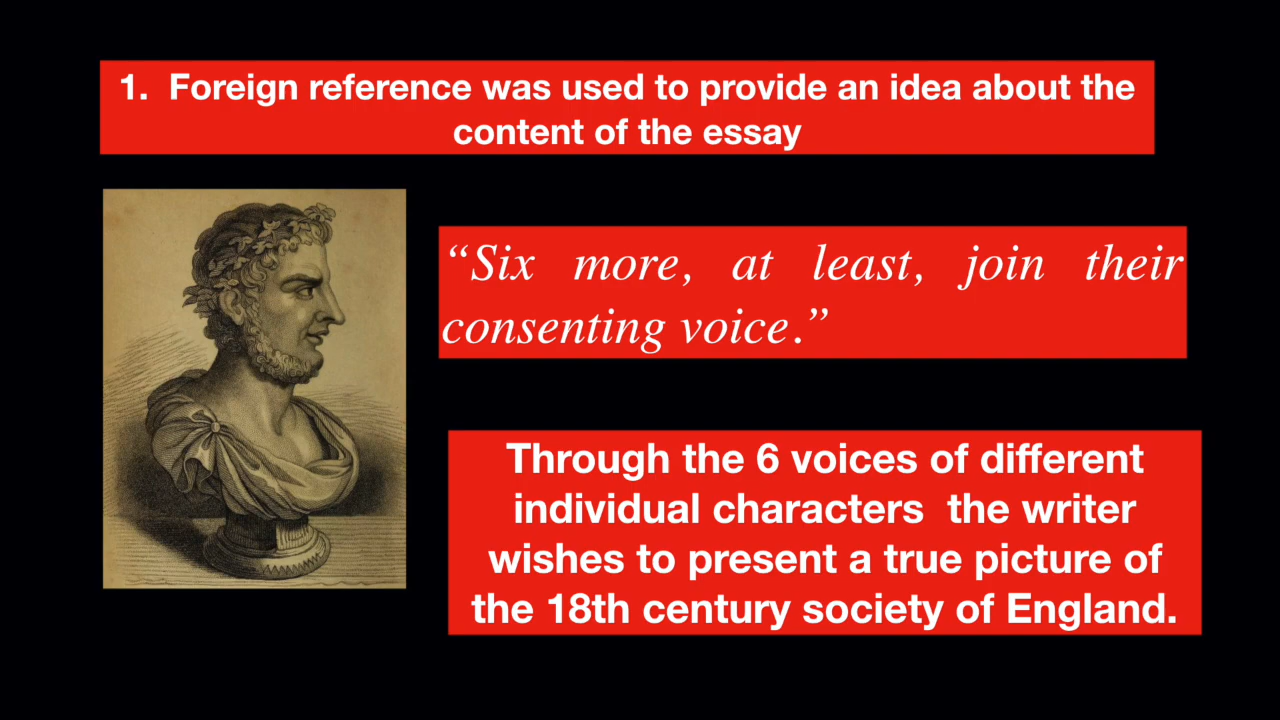 1. Foreign reference was used to provide an idea about the
content of the essay
“Six more, at least, join their
consenting voice.”
Through the 6 voices of different
individual characters the writer
wishes to present a true picture of
the 18th century society of England.